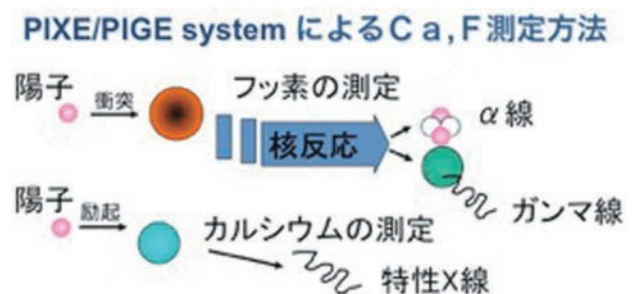 PIXE/PIGE system によるＣａ,Ｆ測定方法
陽子
衝突
フッ素の測定
核反応
α線
ガンマ線
陽子
励起
カルシウムの測定
特性X線